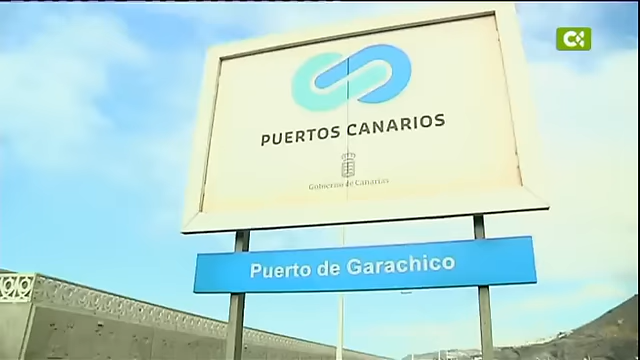 PUERTOS CANARIOS
Gobierno de Canarias
Puerto de Garachico